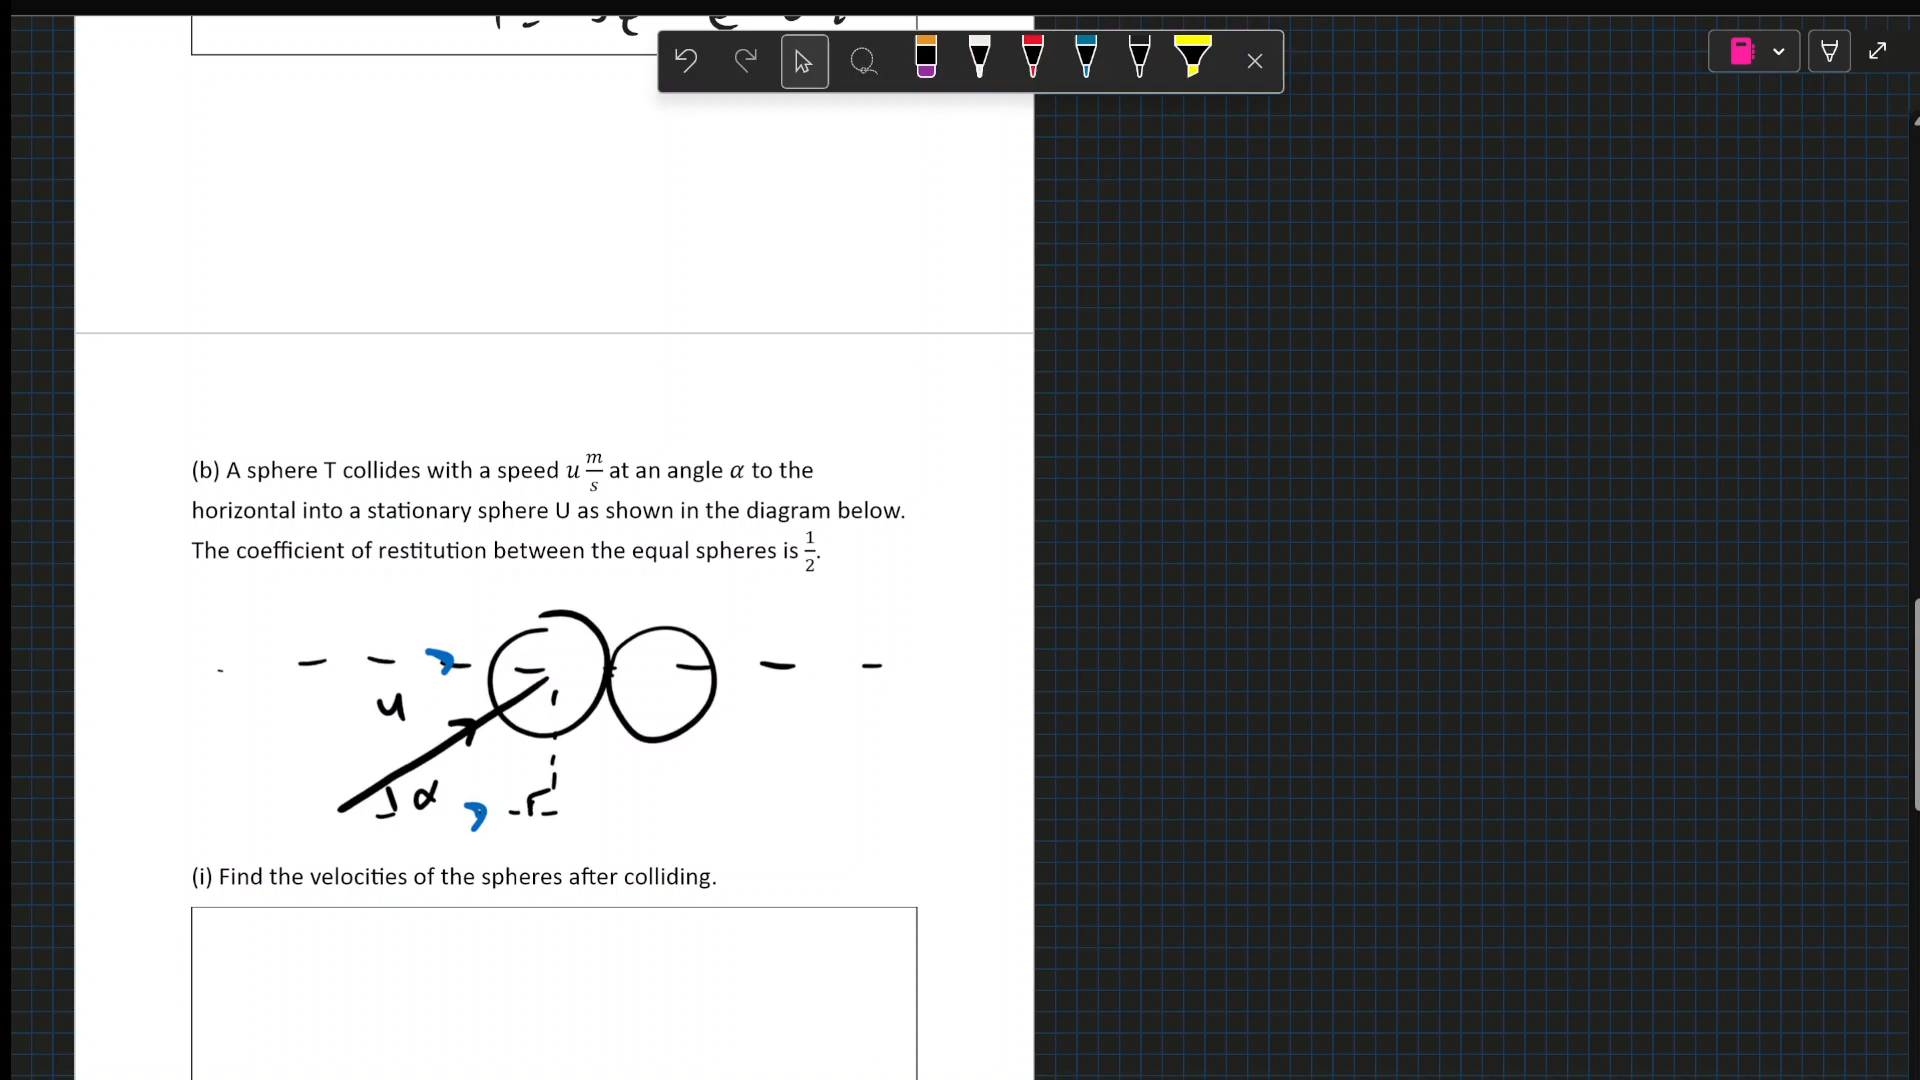 (b) A sphere T collides with a speed u m/s at an angle α to the
horizontal into a stationary sphere U as shown in the diagram below.
The coefficient of restitution between the equal spheres is 1/2.
u
α
(i) Find the velocities of the spheres after colliding.